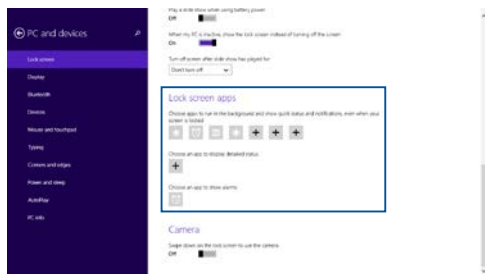 PC and devices
Lock screen
Display
Bluetooth
Devices
Mouse and touchpad
Typing
Corners and edges
Power and sleep
AutoPlay
PC info
Play a slide show when using battery power
Off
When my PC is inactive, show the lock screen instead of turning off the screen
On
Turn off screen after slide show has played for
Don't turn off
Lock screen apps
Choose apps to run in the background and show quick status and notifications, even when your
screen is locked
Choose an app to display detailed status
Choose an app to show alarms
Camera
Swipe down on the lock screen to use the camera
Off